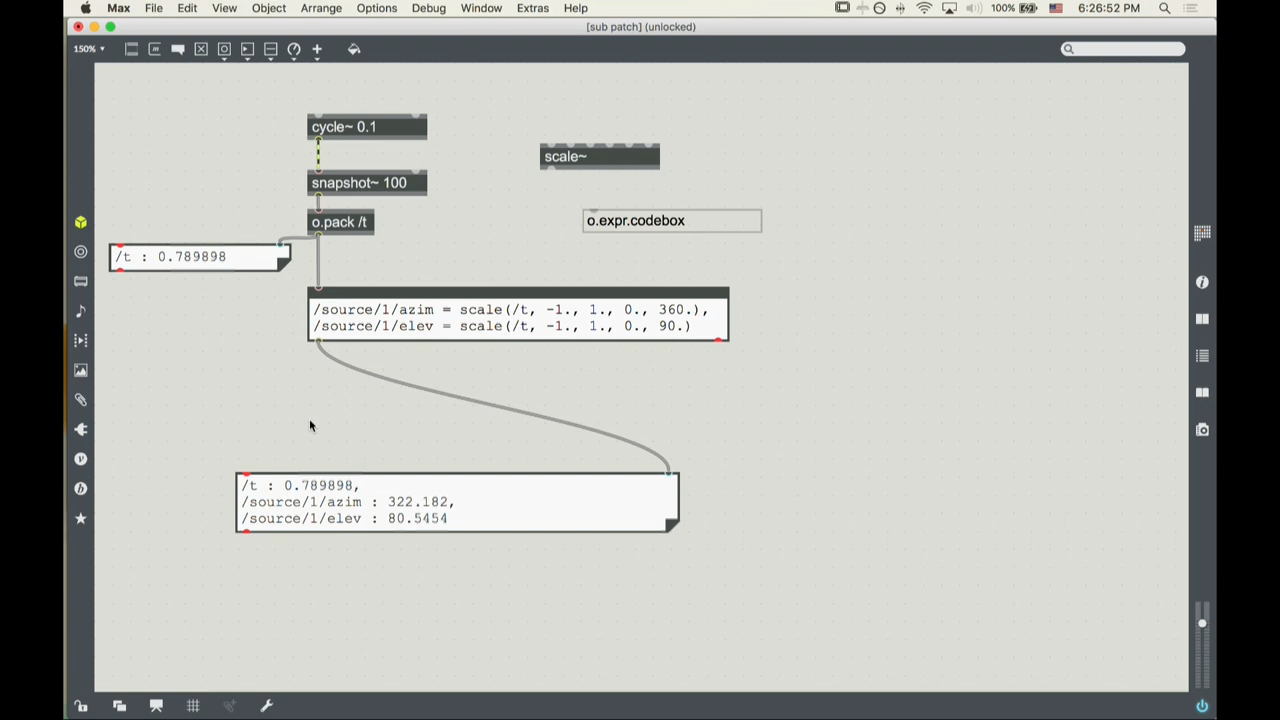 Max File Edit View Object Arrange Options Debug Window Extras Help 100% 6:26:52 PM
[sub patch] (unlocked)
150%
cycle~ 0.1
scale~
snapshot~ 100
o.pack /t
o.expr.codebox
/t : 0.789898
/source/1/azim = scale(/t, -1., 1., 0., 360.),
/source/1/elev = scale(/t, -1., 1., 0., 90.)
/t : 0.789898,
/source/1/azim : 322.182,
/source/1/elev : 80.5454